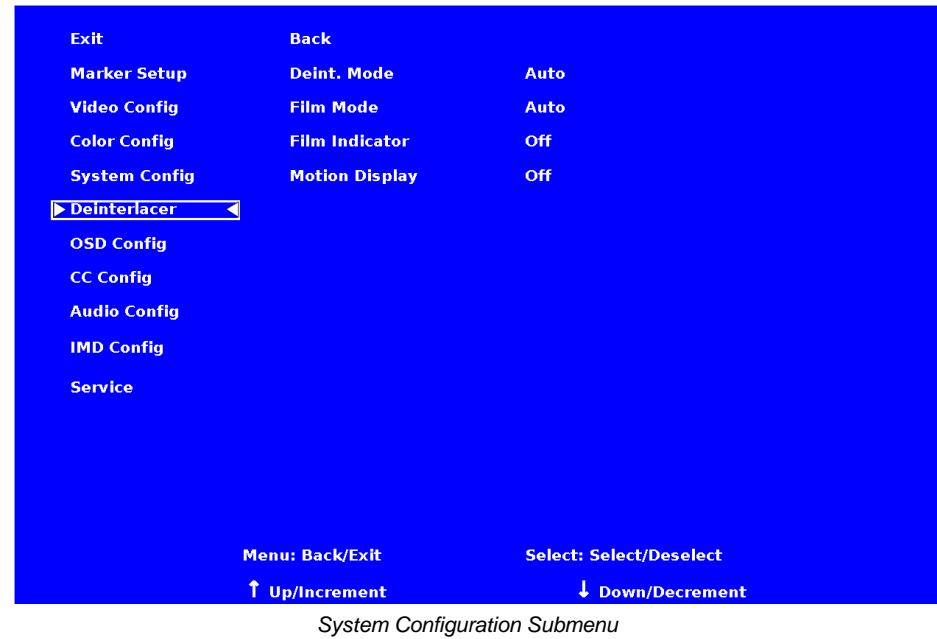 Exit Back
Marker Setup Deint. Mode Auto
Video Config Film Mode Auto
Color Config Film Indicator Off
System Config Motion Display Off
Deinterlacer
OSD Config
CC Config
Audio Config
IMD Config
Service
Menu: Back/Exit Select: Select/Deselect
↑ Up/Increment ↓ Down/Decrement
System Configuration Submenu